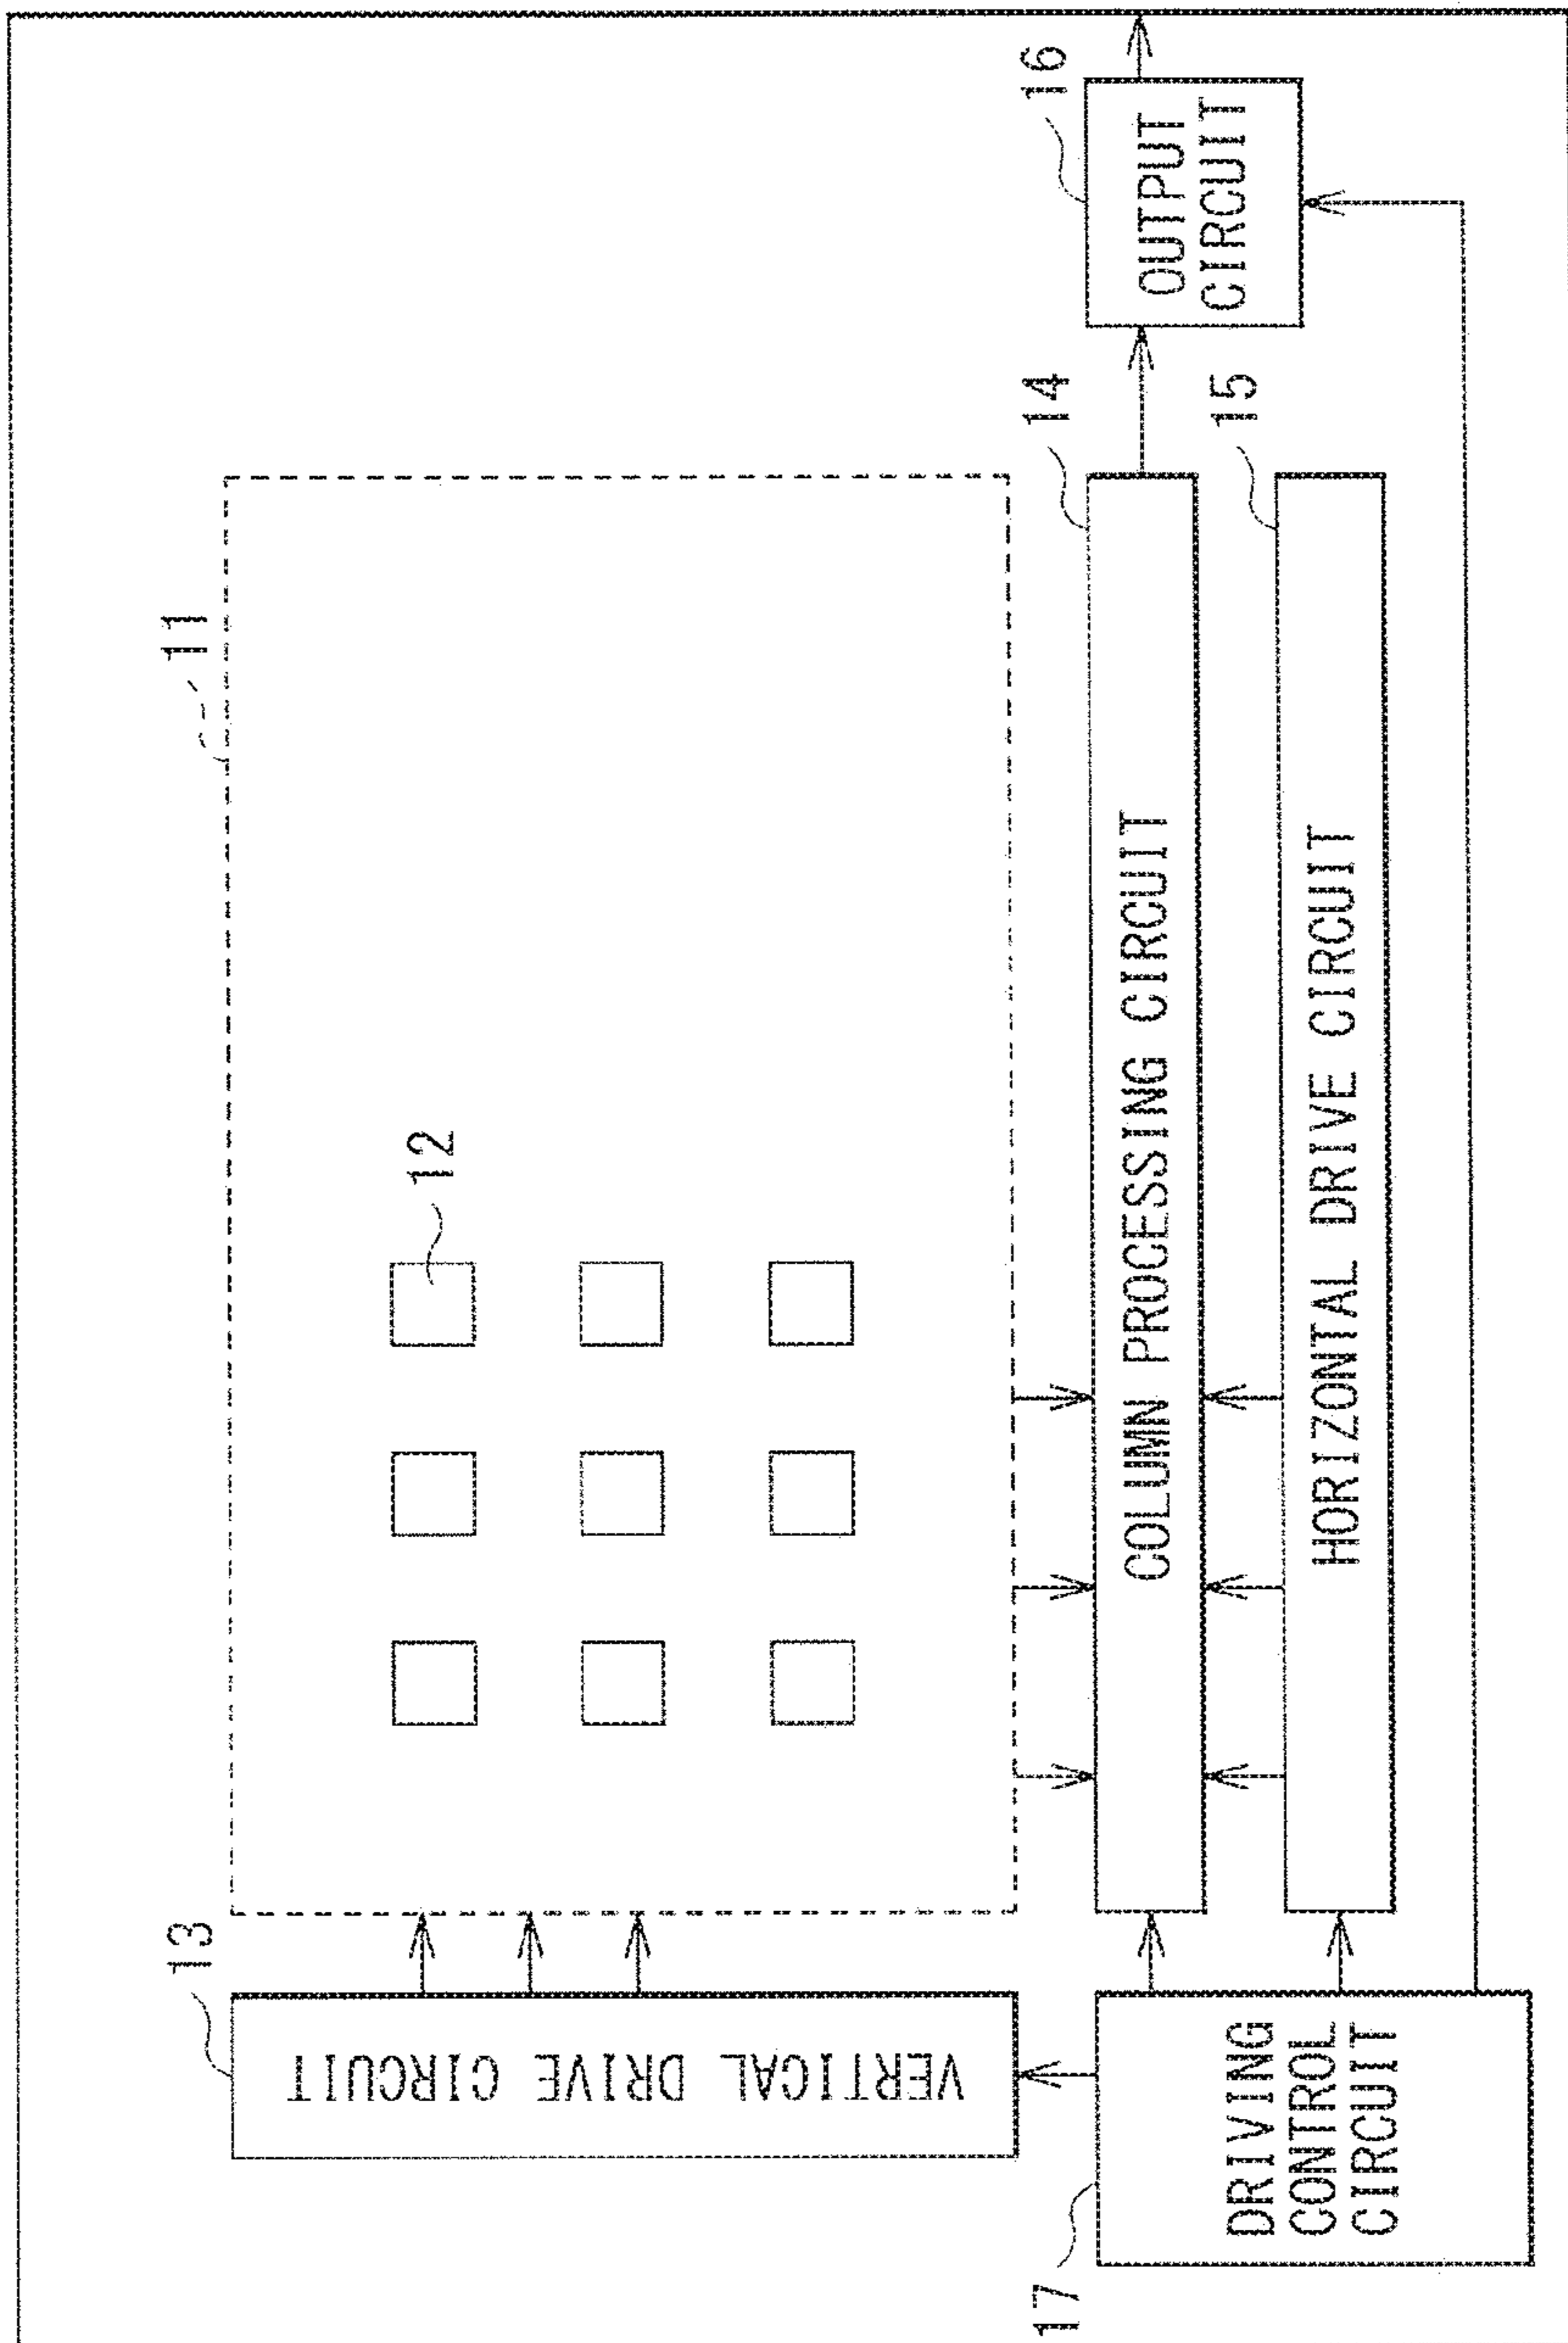 11
12
13
VERTICAL DRIVE CIRCUIT
14
COLUMN PROCESSING CIRCUIT
15
HORIZONTAL DRIVE CIRCUIT
16
OUTPUT
CIRCUIT
17
DRIVING
CONTROL
CIRCUIT